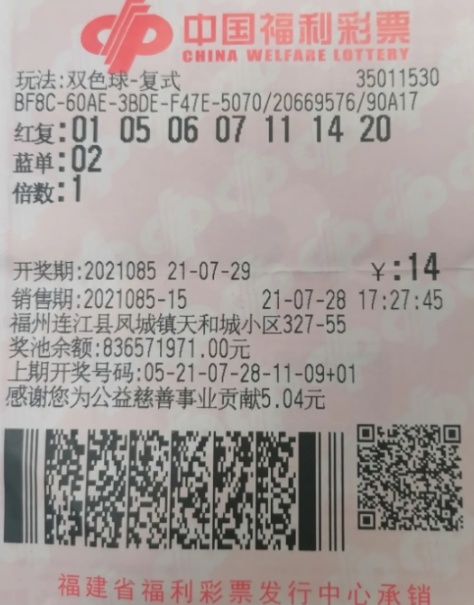 中国福利彩票
CHINA WELFARE LOTTERY
玩法:双色球-复式 35011530
BF8C-60AE-3BDE-F47E-5070/20669576/90A17
红复:01 05 06 07 11 14 20
蓝单:02
倍数:1
开奖期:2021085 21-07-29 ¥:14
销售期:2021085-15 21-07-28 17:27:45
福州连江县凤城镇天和城小区327-55
奖池余额:836571971.00元
上期开奖号码:05-21-07-28-11-09+01
感谢您为公益慈善事业贡献5.04元
福建省福利彩票发行中心承销